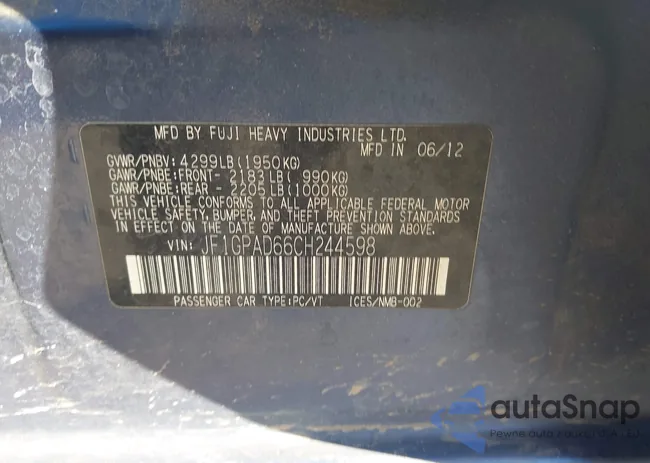 MFD BY FUJI HEAVY INDUSTRIES LTD.
MFD IN 06/12
GVWR/PNBV: 4299LB(1950KG)
GAWR/PNBE:FRONT- 2183LB( 990KG)
GAWR/PNBE:REAR - 2205LB(1000KG)
THIS VEHICLE CONFORMS TO ALL APPLICABLE FEDERAL MOTOR
VEHICLE SAFETY, BUMPER, AND THEFT PREVENTION STANDARDS
IN EFFECT ON THE DATE OF MANUFACTURE SHOWN ABOVE.
VIN: JF1GPAD66CH244598
PASSENGER CAR TYPE:PC/VT ICES/NMB-002
autaSnap
Pewne auta z aukcji